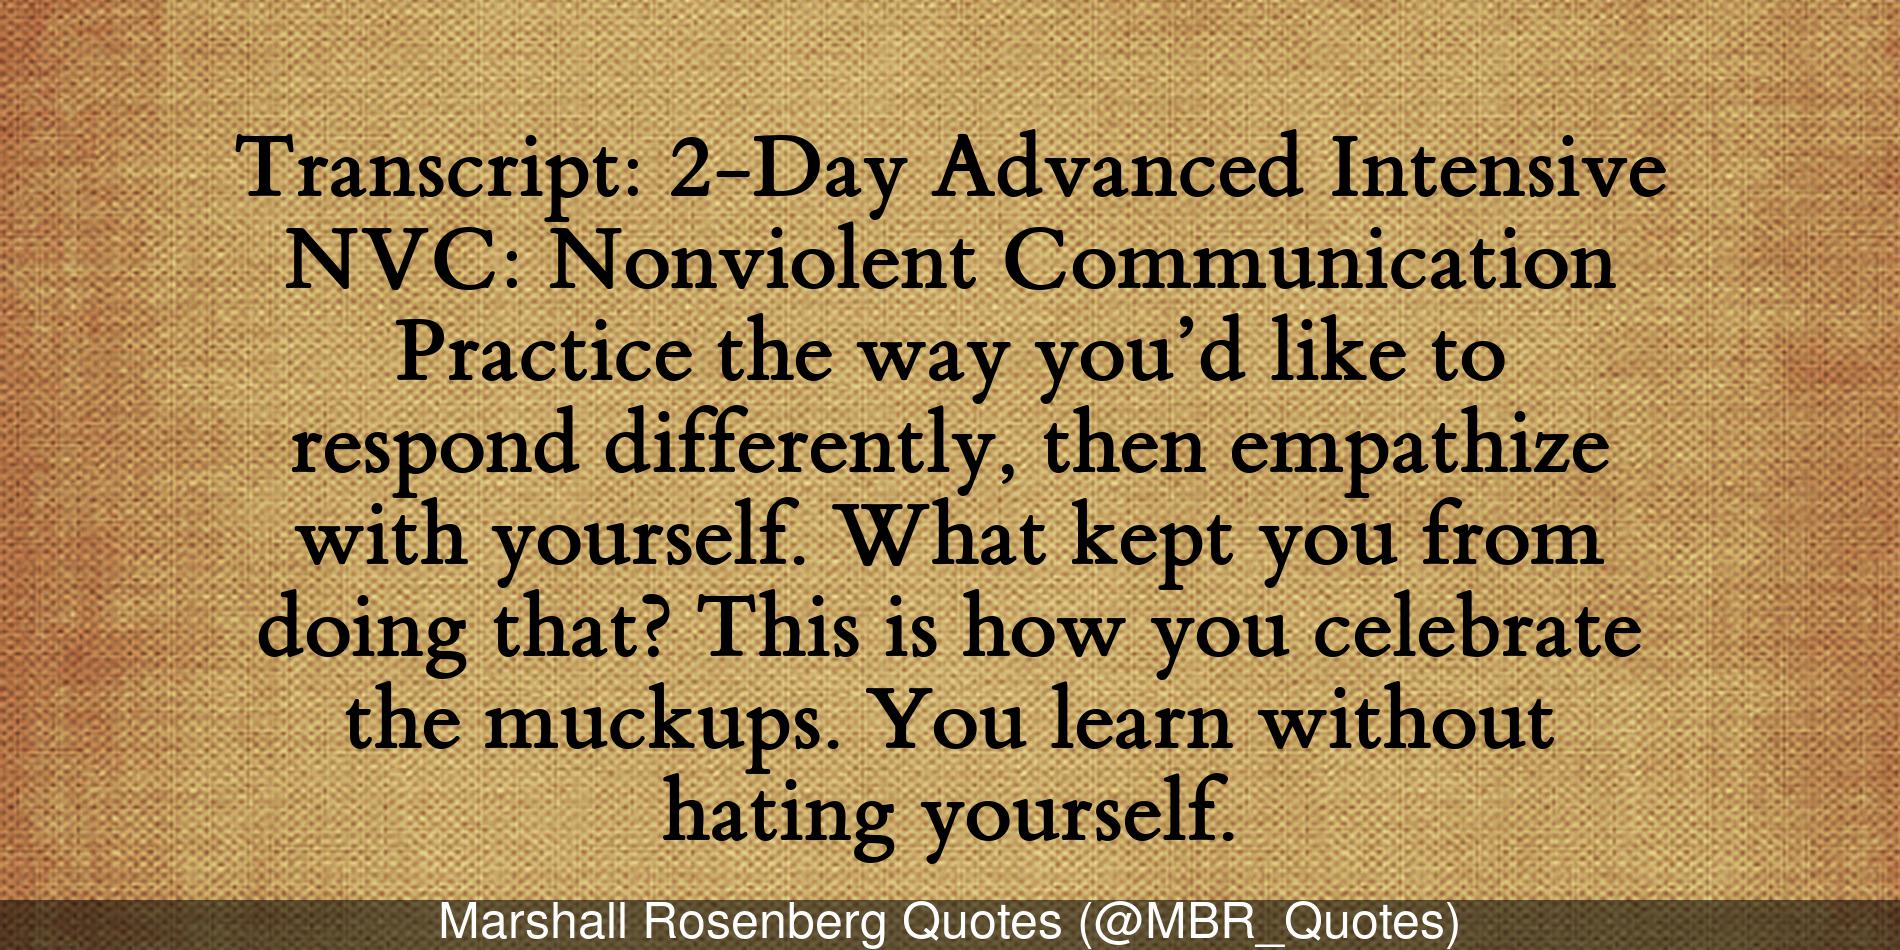 Transcript: 2-Day Advanced Intensive
NVC: Nonviolent Communication
Practice the way you’d like to
respond differently, then empathize
with yourself. What kept you from
doing that? This is how you celebrate
the muckups. You learn without
hating yourself.
Marshall Rosenberg Quotes (@MBR_Quotes)